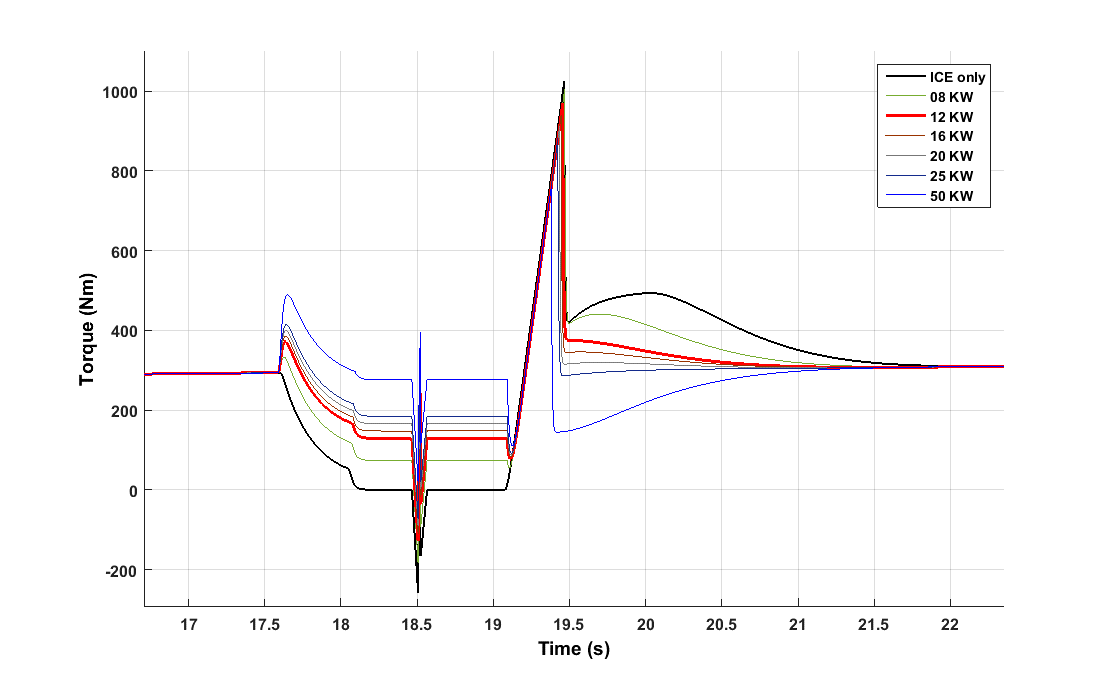 1000
800
600
400
200
0
-200
Torque (Nm)
17
17.5
18
18.5
19
19.5
20
20.5
21
21.5
22
Time (s)
ICE only
08 KW
12 KW
16 KW
20 KW
25 KW
50 KW